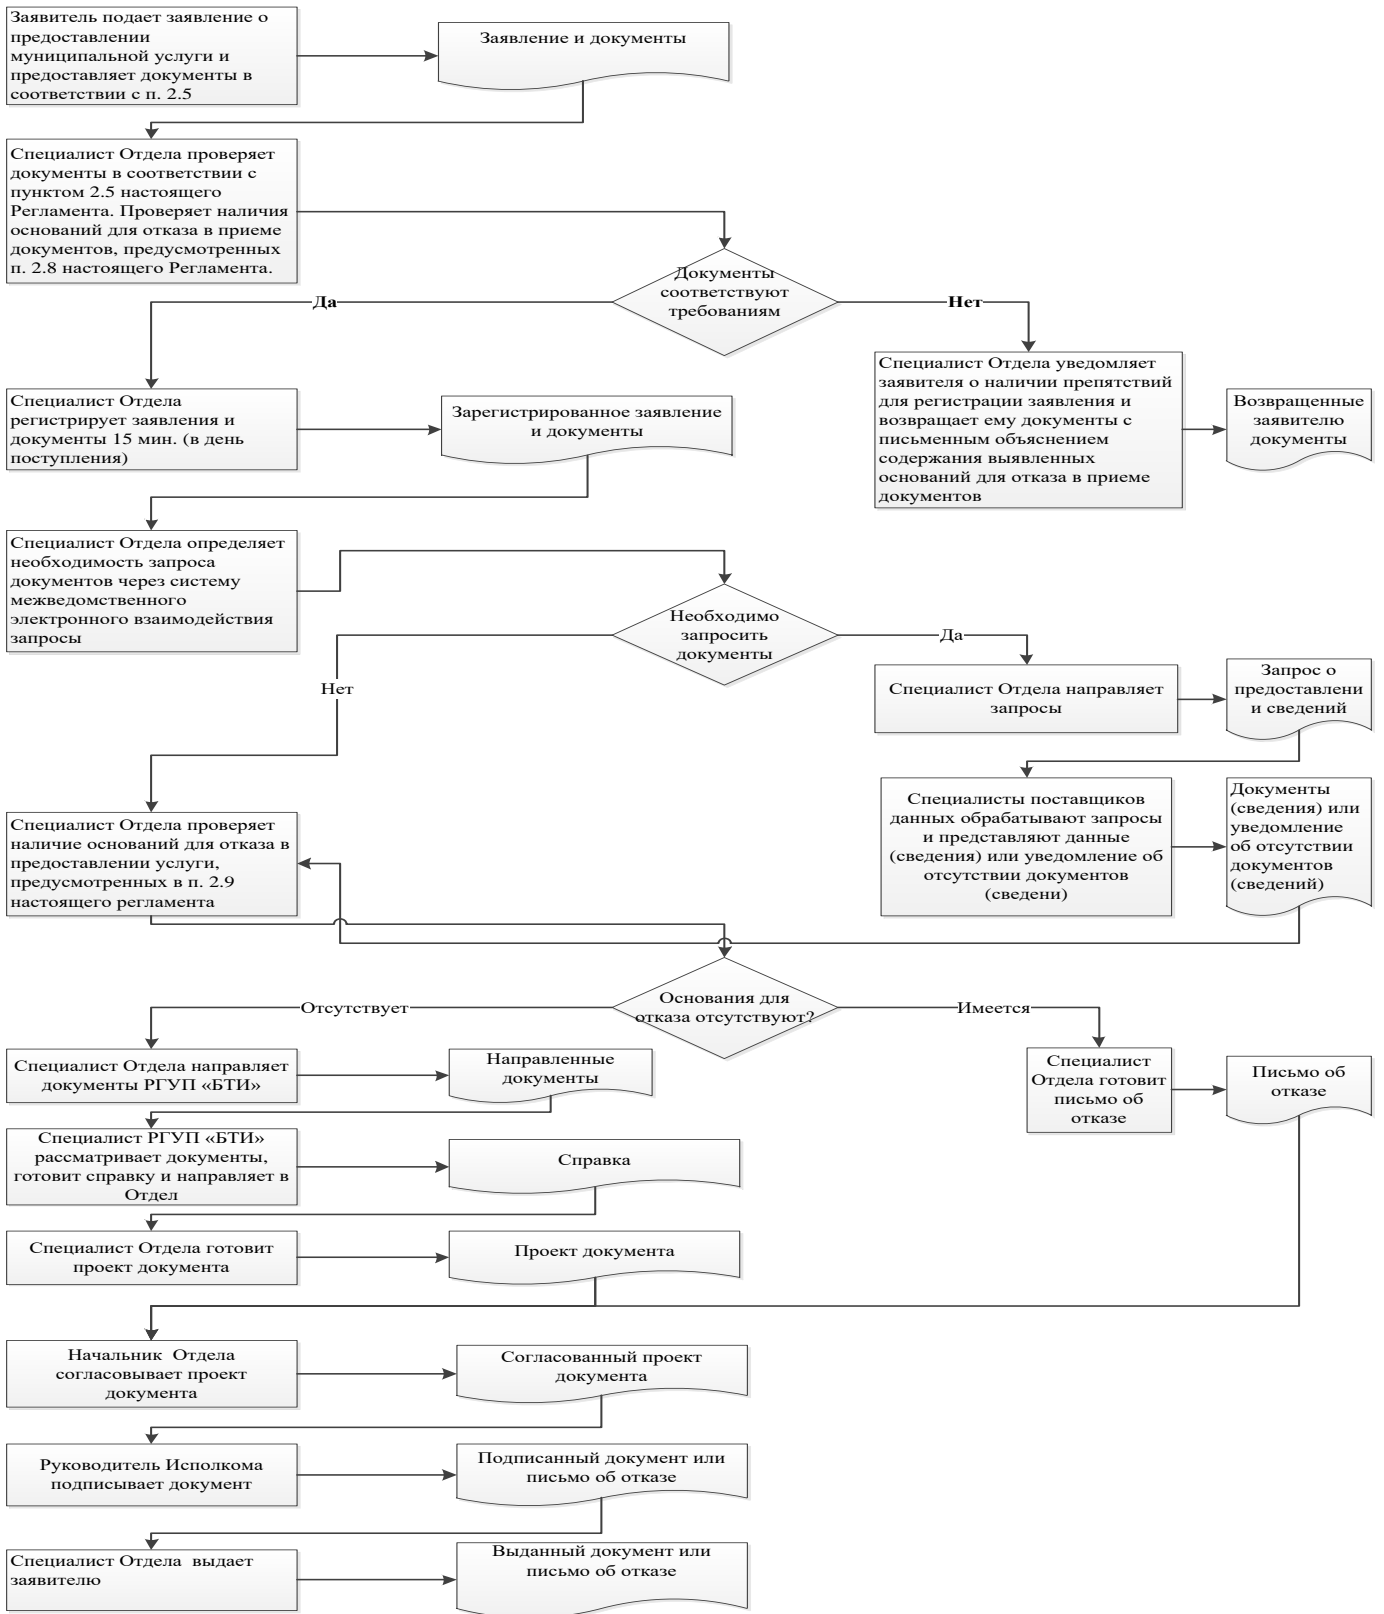 Заявитель подает заявление о
предоставлении
муниципальной услуги и
предоставляет документы в
соответствии с п. 2.5
Заявление и документы
Специалист Отдела проверяет
документы в соответствии с
пунктом 2.5 настоящего
Регламента. Проверяет наличия
оснований для отказа в приеме
документов, предусмотренных
п. 2.8 настоящего Регламента.
Документы
соответствуют
требованиям
Да
Нет
Специалист Отдела
регистрирует заявления и
документы 15 мин. (в день
поступления)
Зарегистрированное заявление
и документы
Специалист Отдела уведомляет
заявителя о наличии препятствий
для регистрации заявления и
возвращает ему документы с
письменным объяснением
содержания выявленных
оснований для отказа в приеме
документов
Возвращенные
заявителю
документы
Специалист Отдела определяет
необходимость запроса
документов через систему
межведомственного
электронного взаимодействия
запросы
Необходимо
запросить
документы
Да
Нет
Специалист Отдела направляет
запросы
Запрос о
предоставлени
и сведений
Специалисты поставщиков
данных обрабатывают запросы
и представляют данные
(сведения) или уведомление об
отсутствии документов
(сведени)
Документы
(сведения) или
уведомление
об отсутствии
документов
(сведений)
Специалист Отдела проверяет
наличие оснований для отказа в
предоставлении услуги,
предусмотренных в п. 2.9
настоящего регламента
Основания для
отказа отсутствуют?
Отсутствует
Имеется
Специалист Отдела направляет
документы РГУП «БТИ»
Направленные
документы
Специалист
Отдела готовит
письмо об
отказе
Письмо об
отказе
Специалист РГУП «БТИ»
рассматривает документы,
готовит справку и направляет в
Отдел
Справка
Специалист Отдела готовит
проект документа
Проект документа
Начальник  Отдела
согласовывает проект
документа
Согласованный проект
документа
Руководитель Исполкома
подписывает документ
Подписанный документ или
письмо об отказе
Специалист Отдела  выдает
заявителю
Выданный документ или
письмо об отказе